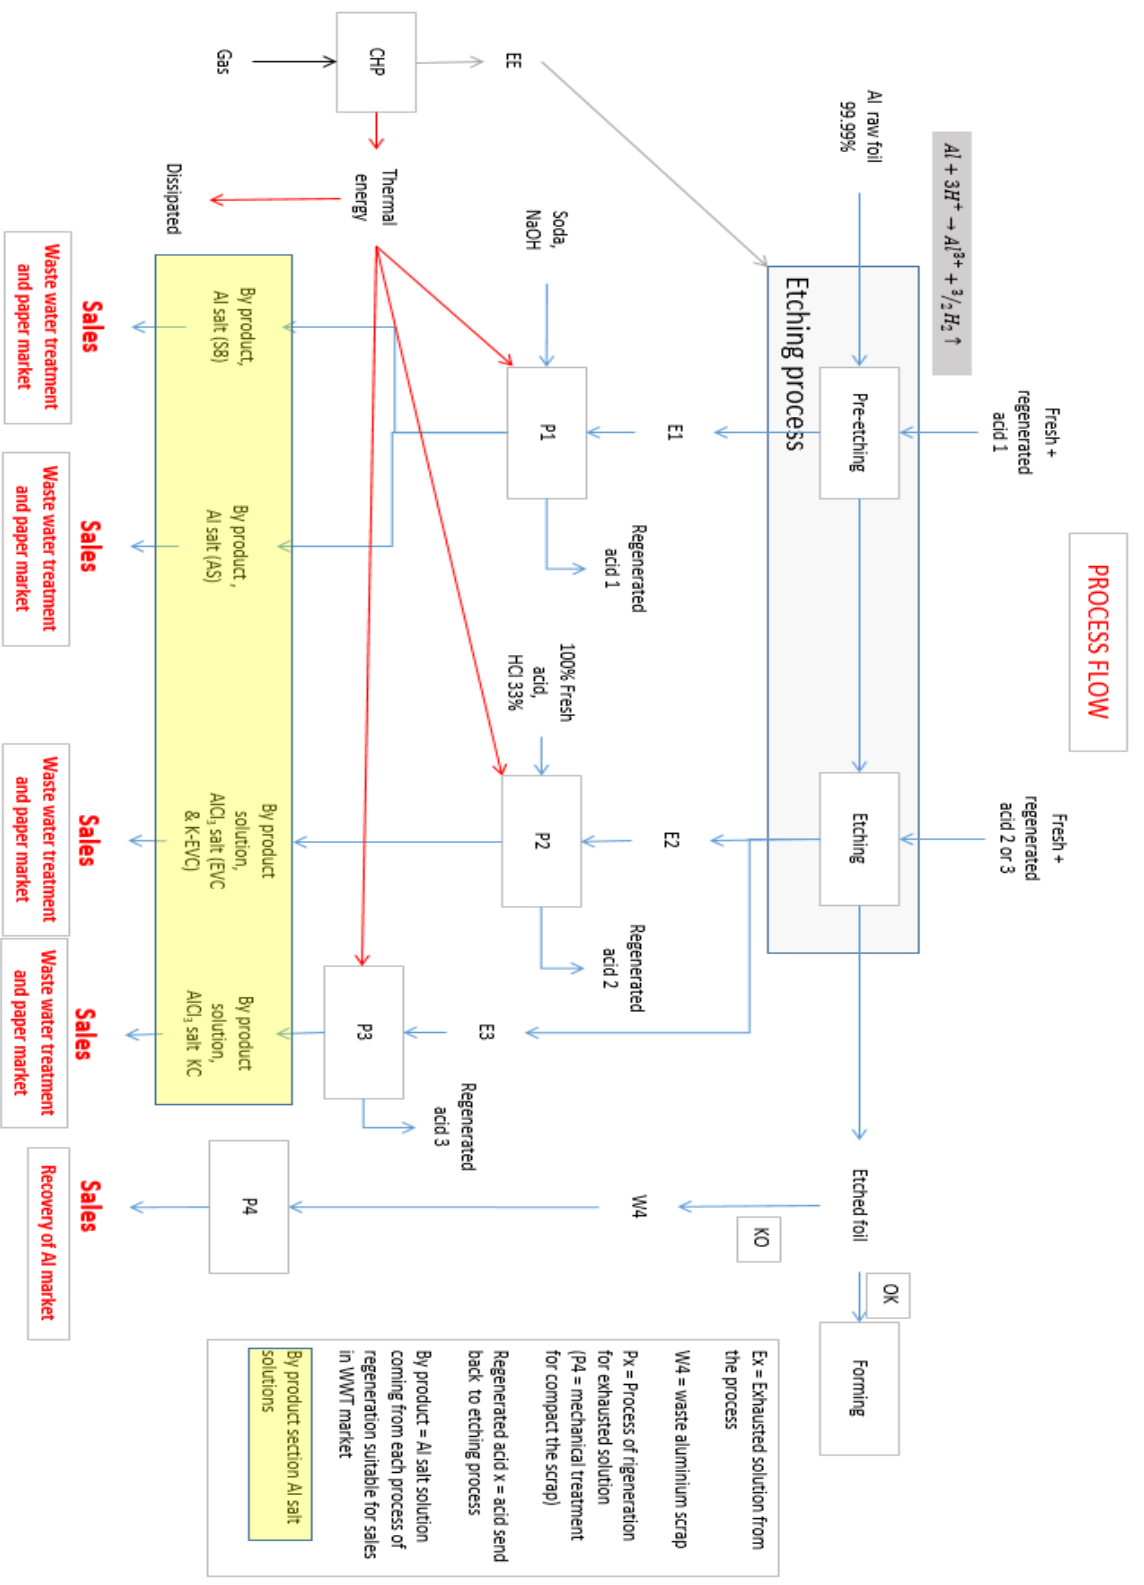 PROCESS FLOW
Al + 3H⁺ → Al³⁺ + ³/₂ H₂ ↑
Fresh +
regenerated
acid 1
Fresh +
regenerated
acid 2 or 3
Al raw foil
99.99%
Pre-etching
Etching
Etched foil
OK
Forming
Etching process
KO
EE
E1
E2
E3
W4
Soda,
NaOH
P1
Regenerated
acid 1
100% Fresh
acid,
HCl 33%
P2
Regenerated
acid 2
P3
Regenerated
acid 3
P4
Gas
CHP
Thermal
energy
Dissipated
By product,
Al salt (S8)
By product ,
Al salt (AS)
By product
solution,
AlCl₃ salt (EVC
& K-EVC)
By product
solution,
AlCl₃ salt KC
Sales
Sales
Sales
Sales
Sales
Waste water treatment
and paper market
Waste water treatment
and paper market
Waste water treatment
and paper market
Waste water treatment
and paper market
Recovery of Al market
Ex = Exhausted solution from
the process
W4 = waste aluminium scrap
Px = Process of rigeneration
for exhausted solution
(P4 = mechanical treatment
for compact the scrap)
Regenerated acid x = acid send
back to etching process
By product = Al salt solution
coming from each process of
regeneration suitable for sales
in WWT market
By product section Al salt
solutions